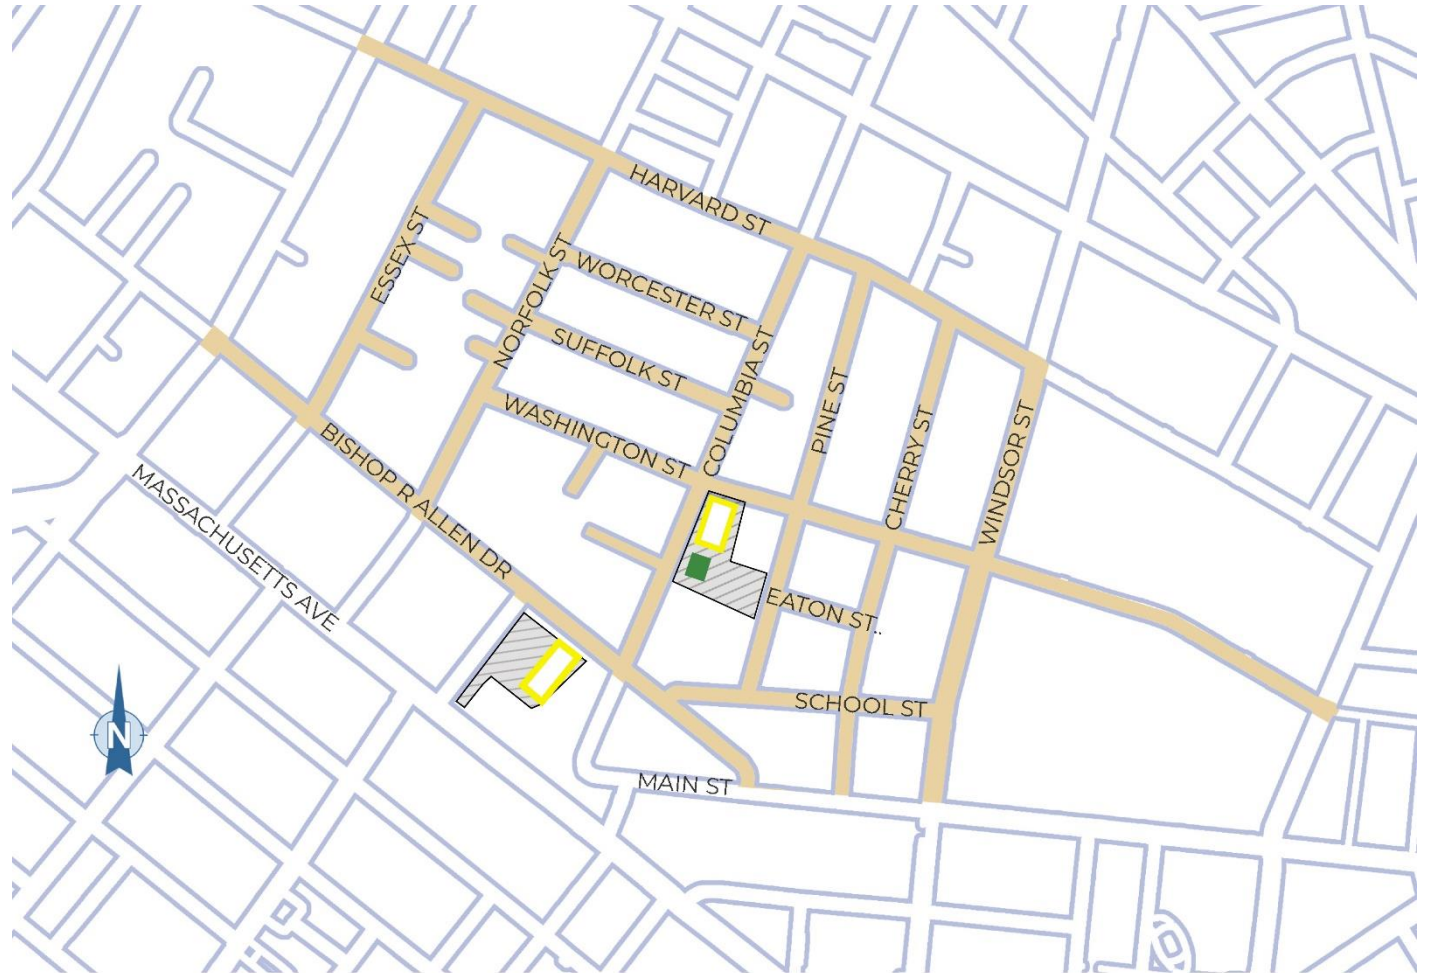 HARVARD ST
ESSEX ST
NORFOLK ST
WORCESTER ST
SUFFOLK ST
COLUMBIA ST
WASHINGTON ST
PINE ST
CHERRY ST
WINDSOR ST
BISHOP R ALLEN DR
MASSACHUSETTS AVE
EATON ST..
SCHOOL ST
N
MAIN ST